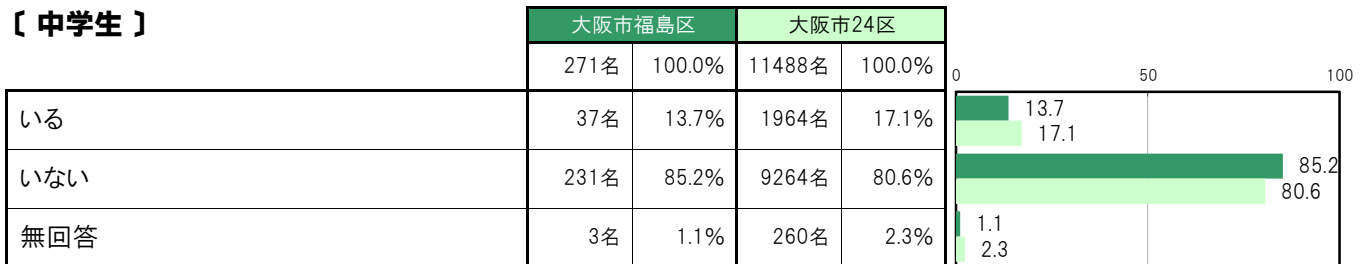 〔 中学生 〕
大阪市福島区 大阪市24区
271名 100.0% 11488名 100.0%
0 50 100
いる 37名 13.7% 1964名 17.1%
13.7
17.1
いない 231名 85.2% 9264名 80.6%
85.2
80.6
無回答 3名 1.1% 260名 2.3%
1.1
2.3